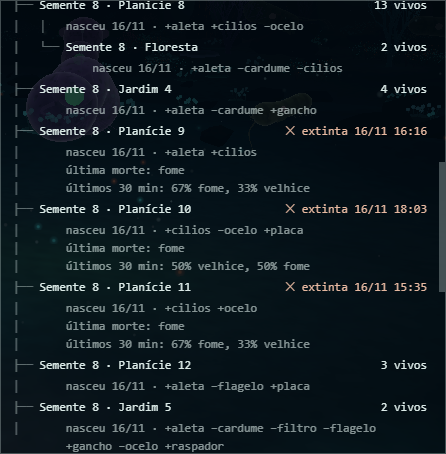 Semente 8 · Planície 8 13 vivos
nasceu 16/11 · +aleta +cílios −ocelo
Semente 8 · Floresta 2 vivos
nasceu 16/11 · +aleta −cardume −cílios
Semente 8 · Jardim 4 4 vivos
nasceu 16/11 · +aleta −cardume +gancho
Semente 8 · Planície 9 ✕ extinta 16/11 16:16
nasceu 16/11 · +aleta +cílios
última morte: fome
últimos 30 min: 67% fome, 33% velhice
Semente 8 · Planície 10 ✕ extinta 16/11 18:03
nasceu 16/11 · +cílios −ocelo +placa
última morte: fome
últimos 30 min: 50% velhice, 50% fome
Semente 8 · Planície 11 ✕ extinta 16/11 15:35
nasceu 16/11 · +cílios +ocelo
última morte: fome
últimos 30 min: 67% fome, 33% velhice
Semente 8 · Planície 12 3 vivos
nasceu 16/11 · +aleta −flagelo +placa
Semente 8 · Jardim 5 2 vivos
nasceu 16/11 · +aleta −cardume −filtro −flagelo
+gancho −ocelo +raspador